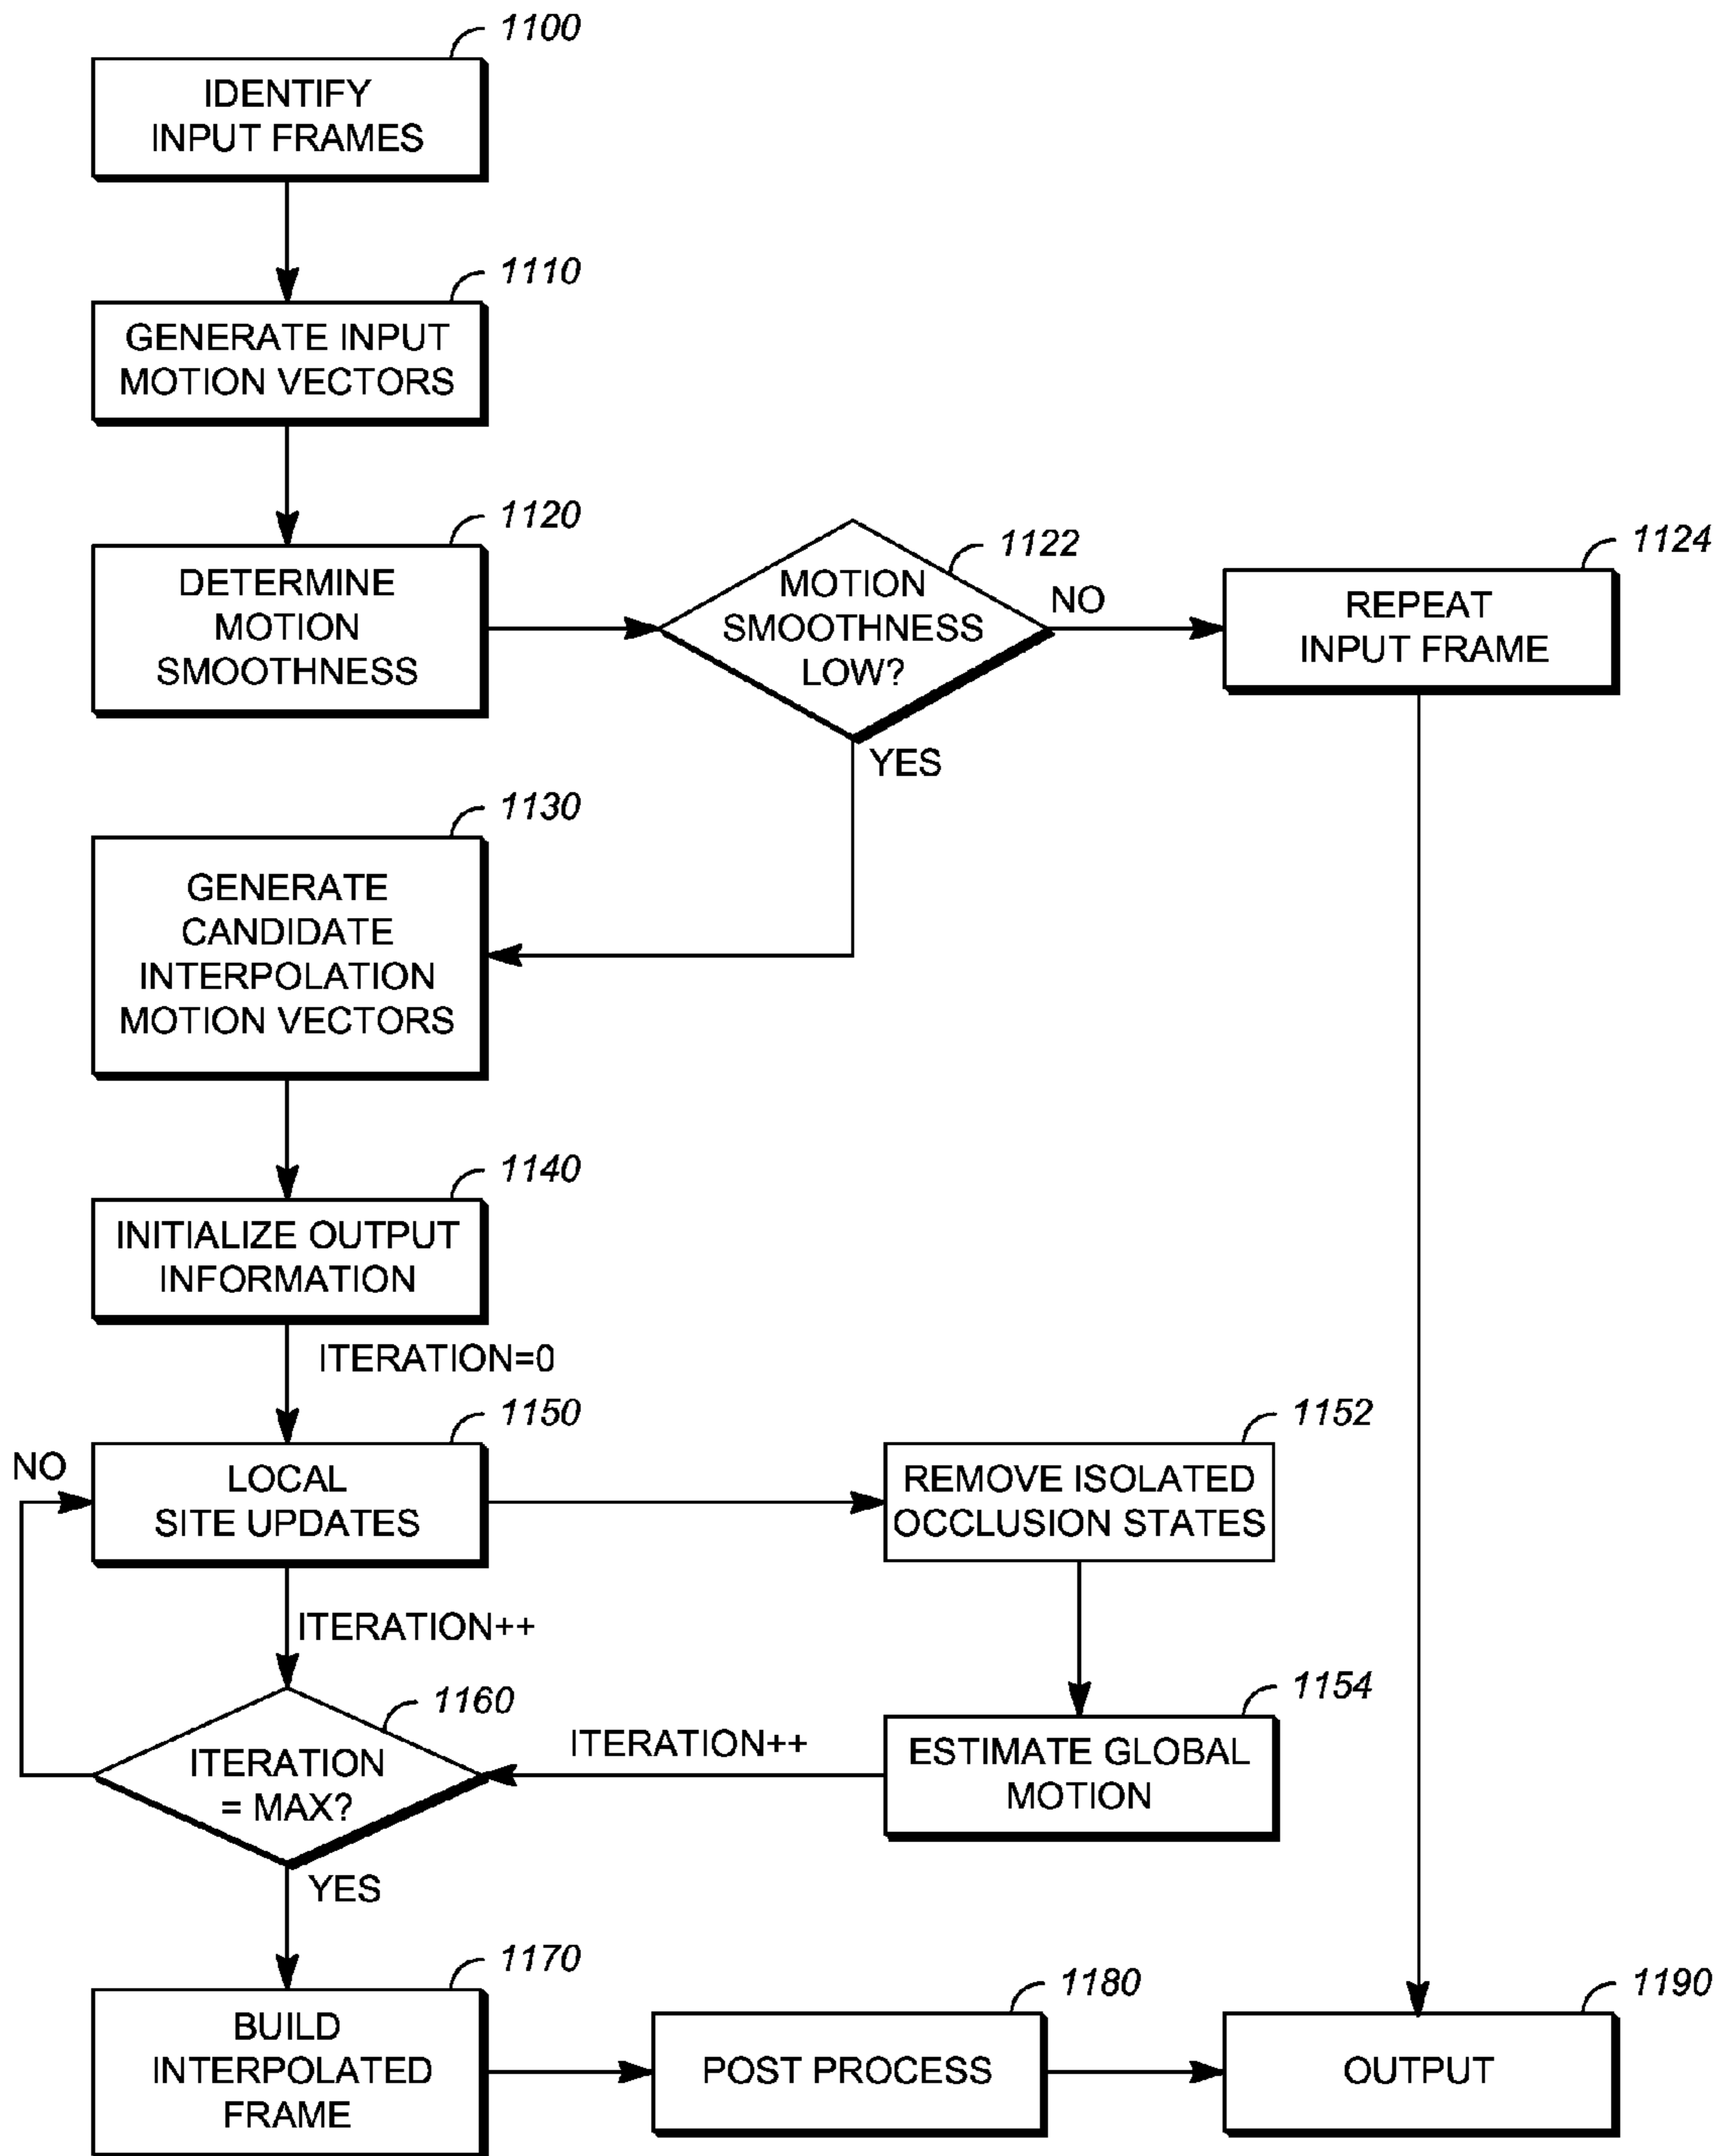 1100
IDENTIFY
INPUT FRAMES
1110
GENERATE INPUT
MOTION VECTORS
1120
DETERMINE
MOTION
SMOOTHNESS
1122
MOTION
SMOOTHNESS
LOW?
NO
YES
1124
REPEAT
INPUT FRAME
1130
GENERATE
CANDIDATE
INTERPOLATION
MOTION VECTORS
1140
INITIALIZE OUTPUT
INFORMATION
ITERATION=0
1150
NO
LOCAL
SITE UPDATES
1152
REMOVE ISOLATED
OCCLUSION STATES
ITERATION++
1154
ESTIMATE GLOBAL
MOTION
ITERATION++
1160
ITERATION
= MAX?
YES
1170
BUILD
INTERPOLATED
FRAME
1180
POST PROCESS
1190
OUTPUT